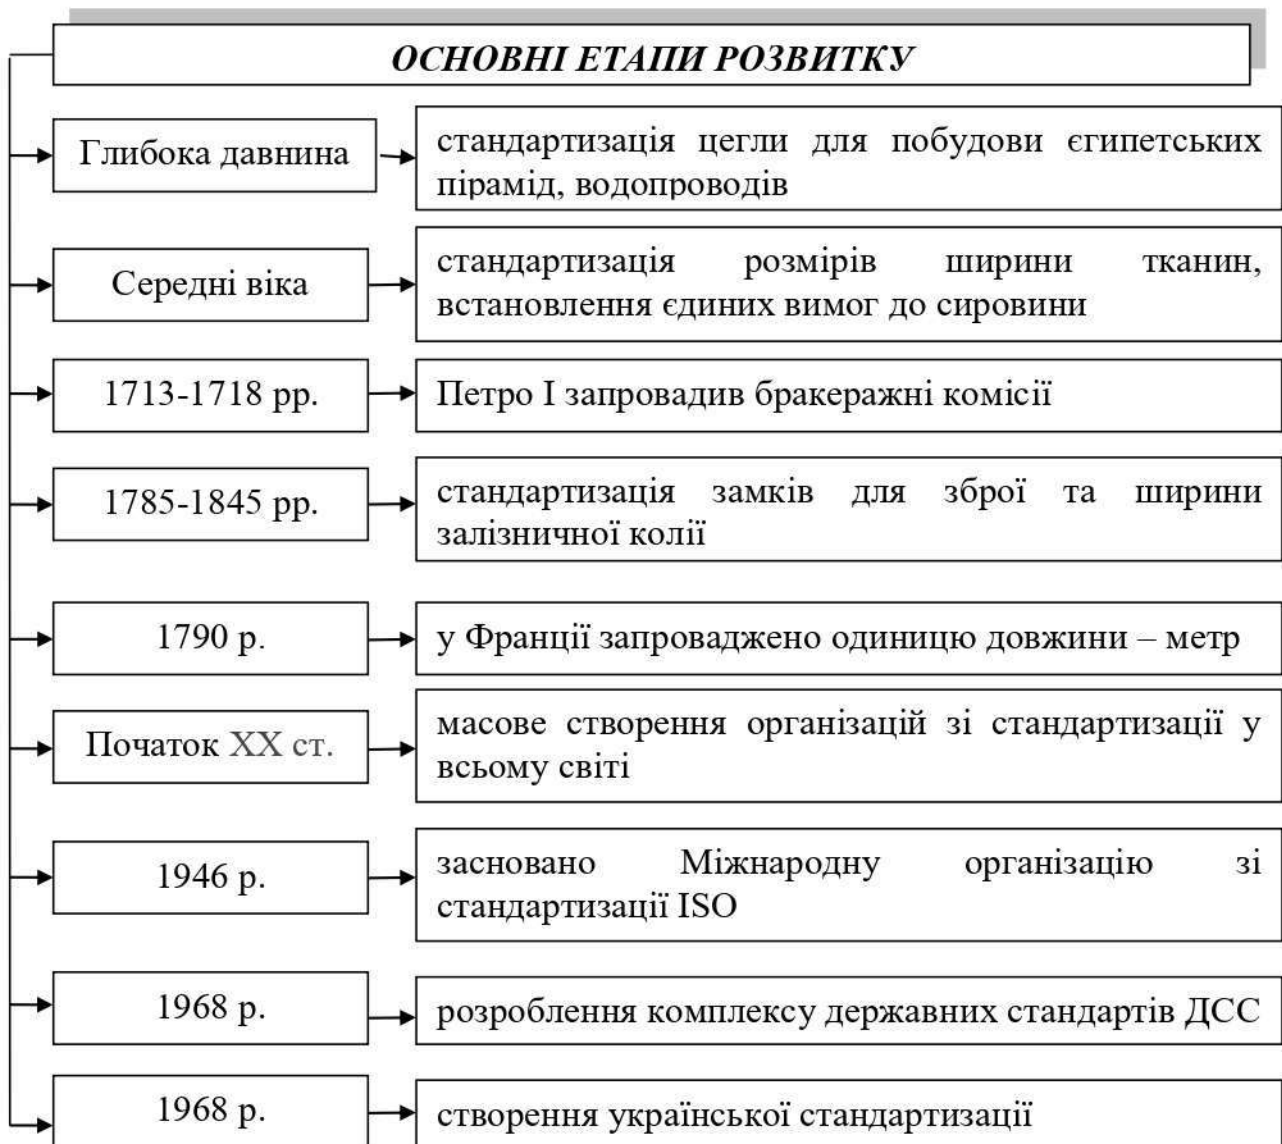 ОСНОВНІ ЕТАПИ РОЗВИТКУ
Глибока давнина
стандартизація цегли для побудови єгипетських
пірамід, водопроводів
Середні віка
стандартизація розмірів ширини тканин,
встановлення єдиних вимог до сировини
1713-1718 рр.
Петро І запровадив бракеражні комісії
1785-1845 рр.
стандартизація замків для зброї та ширини
залізничної колії
1790 р.
у Франції запроваджено одиницю довжини – метр
Початок ХХ ст.
масове створення організацій зі стандартизації у
всьому світі
1946 р.
засновано Міжнародну організацію зі
стандартизації ISO
1968 р.
розроблення комплексу державних стандартів ДСС
1968 р.
створення української стандартизації